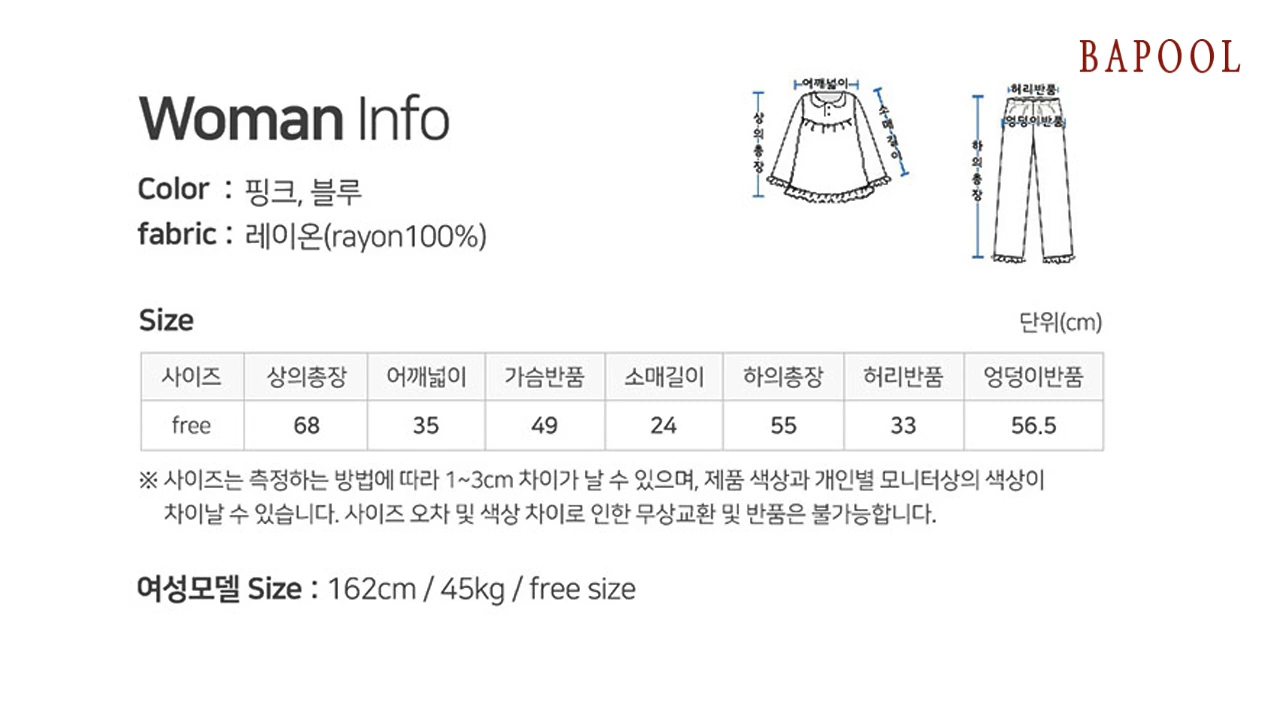 BAPOOL
Woman Info
Color : 핑크, 블루
fabric : 레이온(rayon100%)
어깨넓이
상의총장
소매길이
허리반품
엉덩이반품
하의총장
Size
단위(cm)
사이즈 상의총장 어깨넓이 가슴반품 소매길이 하의총장 허리반품 엉덩이반품
free 68 35 49 24 55 33 56.5
※ 사이즈는 측정하는 방법에 따라 1~3cm 차이가 날 수 있으며, 제품 색상과 개인별 모니터상의 색상이
차이날 수 있습니다. 사이즈 오차 및 색상 차이로 인한 무상교환 및 반품은 불가능합니다.
여성모델 Size : 162cm / 45kg / free size